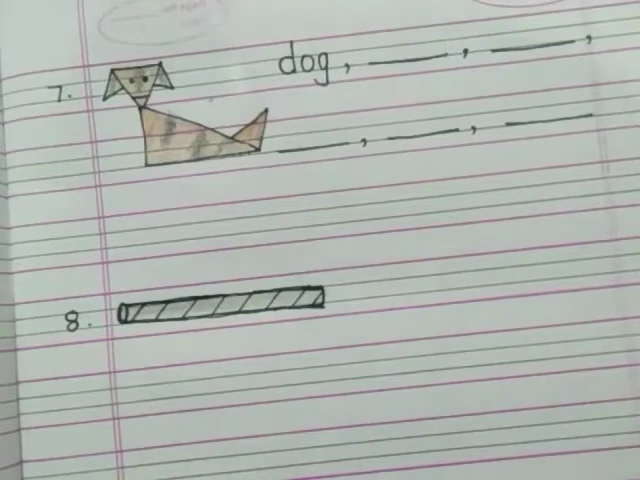 7. dog, ___, ___,
___, ___, ___
8.